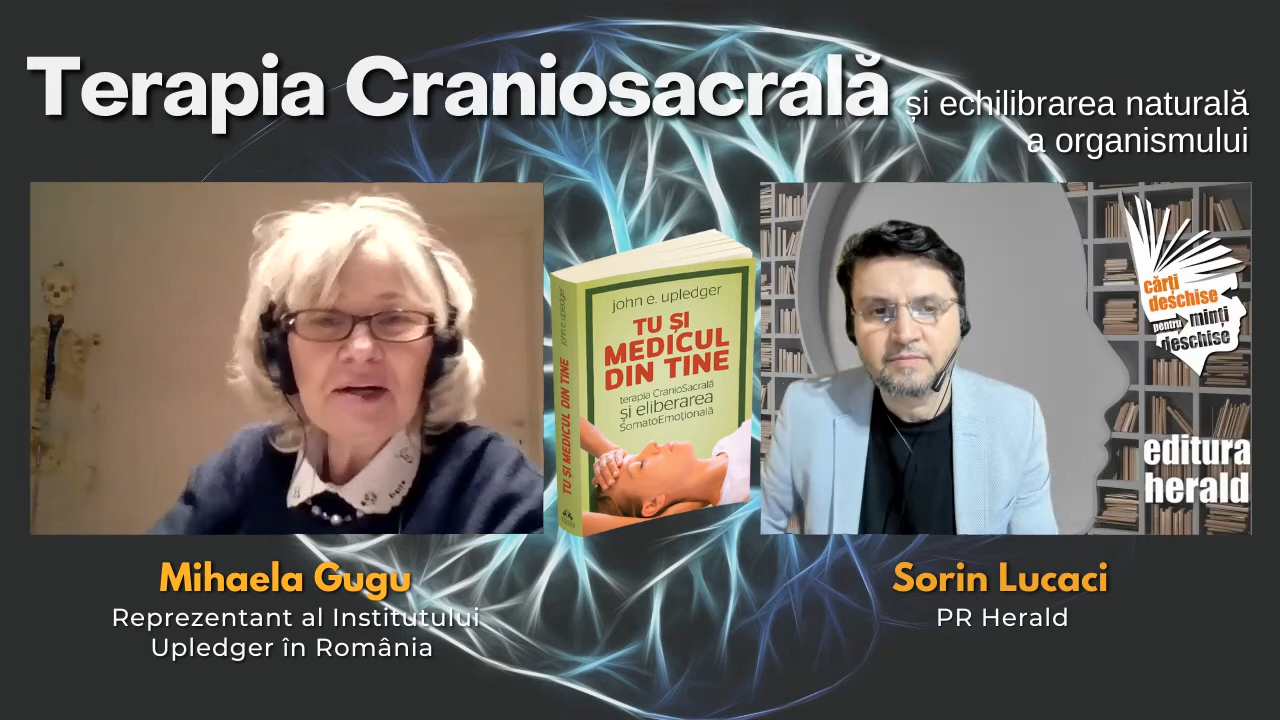 Terapia Craniosacrală
și echilibrarea naturală
a organismului
john e. upledger
TU ȘI
MEDICUL
DIN TINE
terapia CranioSacrală
și eliberarea
SomatoEmoțională
TU ȘI MEDICUL DIN TINE
john e. upledger
cărți
deschise
pentru minți
deschise
editura
herald
Mihaela Gugu
Reprezentant al Institutului
Upledger în România
Sorin Lucaci
PR Herald